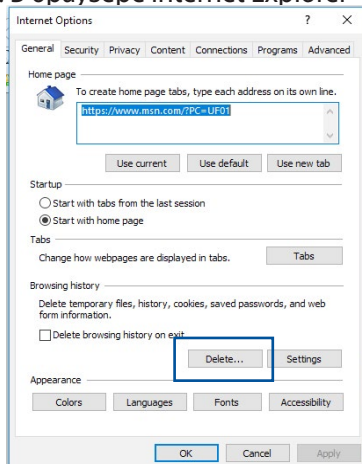 браузере Internet Explorer
Internet Options
? ×
General Security Privacy Content Connections Programs Advanced
Home page
To create home page tabs, type each address on its own line.
https://www.msn.com/?PC=UF01
Use current Use default Use new tab
Startup
Start with tabs from the last session
Start with home page
Tabs
Change how webpages are displayed in tabs. Tabs
Browsing history
Delete temporary files, history, cookies, saved passwords, and web
form information.
Delete browsing history on exit
Delete... Settings
Appearance
Colors Languages Fonts Accessibility
OK Cancel Apply